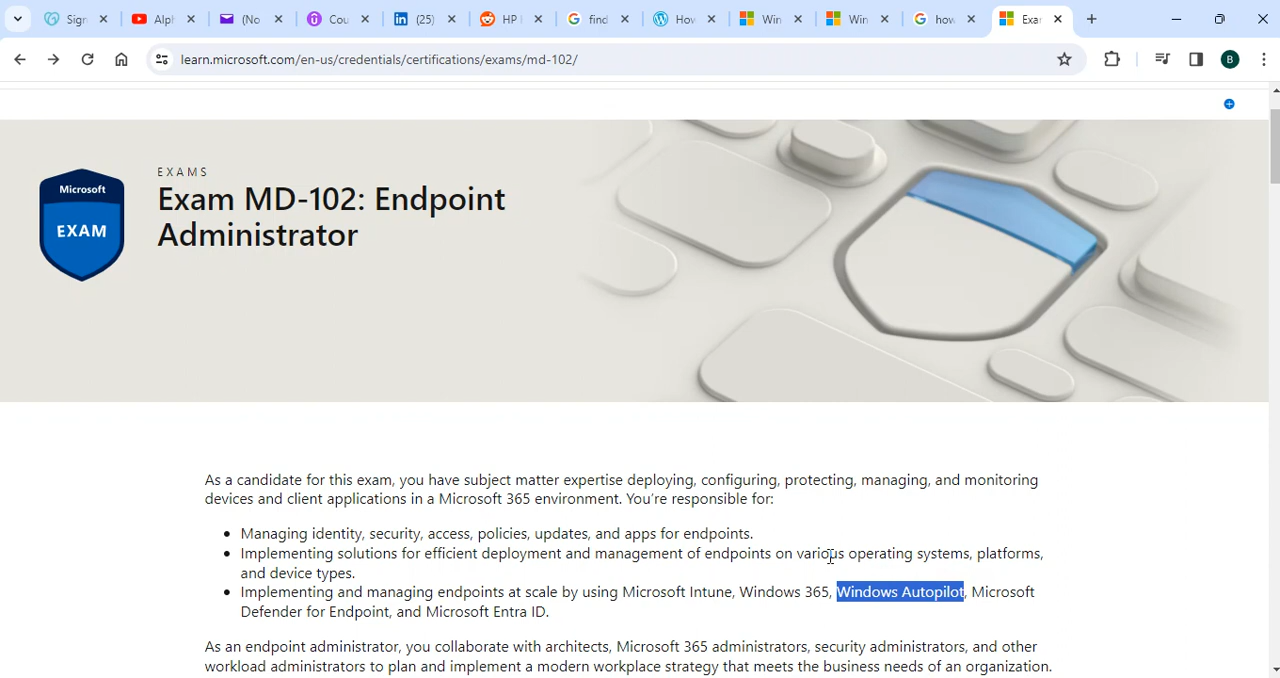 Sign
Alpl
(No
Cou
(25)
HP
find
How
Win
Win
how
Exa
learn.microsoft.com/en-us/credentials/certifications/exams/md-102/
B
Microsoft
EXAM
EXAMS
Exam MD-102: Endpoint
Administrator
As a candidate for this exam, you have subject matter expertise deploying, configuring, protecting, managing, and monitoring
devices and client applications in a Microsoft 365 environment. You're responsible for:
• Managing identity, security, access, policies, updates, and apps for endpoints.
• Implementing solutions for efficient deployment and management of endpoints on various operating systems, platforms,
and device types.
• Implementing and managing endpoints at scale by using Microsoft Intune, Windows 365, Windows Autopilot, Microsoft
Defender for Endpoint, and Microsoft Entra ID.
As an endpoint administrator, you collaborate with architects, Microsoft 365 administrators, security administrators, and other
workload administrators to plan and implement a modern workplace strategy that meets the business needs of an organization.